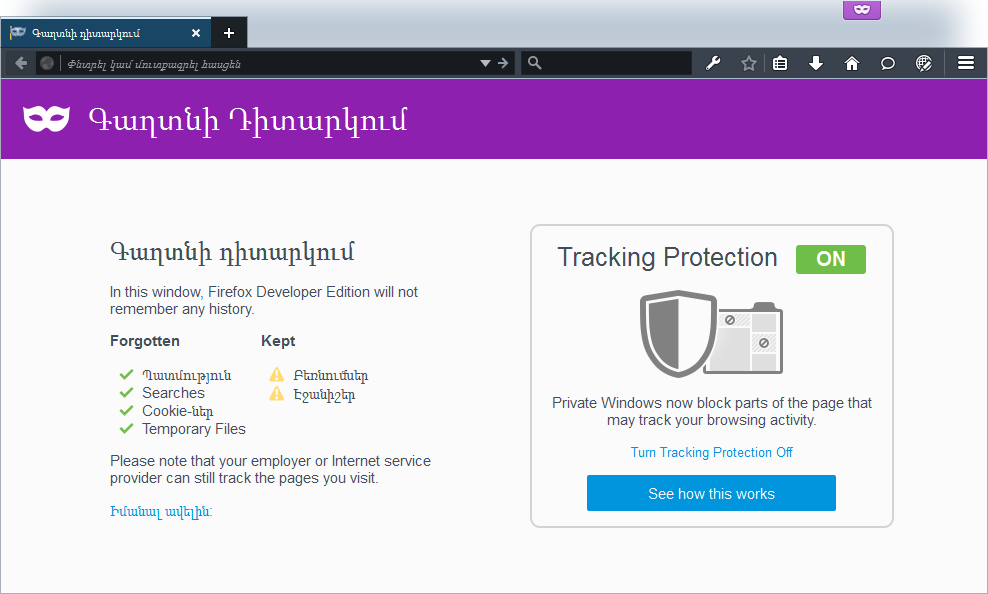 Գաղտնի դիտարկում
Փնտրել կամ մուտքագրել հասցեն
Գաղտնի Դիտարկում
Գաղտնի դիտարկում
In this window, Firefox Developer Edition will not
remember any history.
Forgotten
Kept
Պատմություն
Searches
Cookie-ներ
Temporary Files
Բեռնումներ
Էջանիշեր
Please note that your employer or Internet service
provider can still track the pages you visit.
Իմանալ ավելին:
Tracking Protection
ON
Private Windows now block parts of the page that
may track your browsing activity.
Turn Tracking Protection Off
See how this works